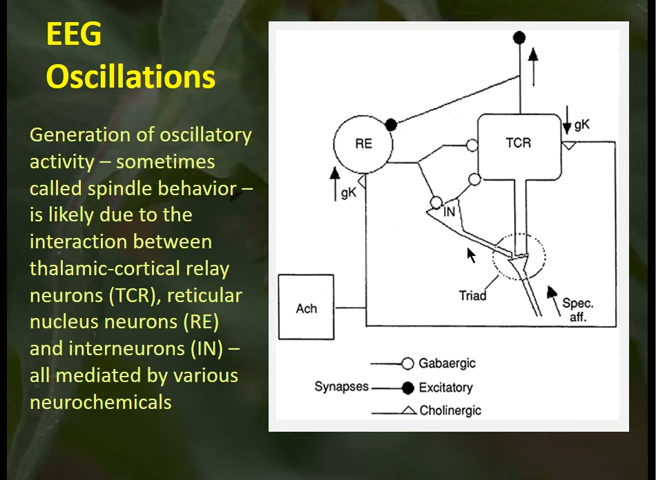 EEG
Oscillations
Generation of oscillatory
activity – sometimes
called spindle behavior –
is likely due to the
interaction between
thalamic-cortical relay
neurons (TCR), reticular
nucleus neurons (RE)
and interneurons (IN) –
all mediated by various
neurochemicals
RE
TCR
gK
gK
IN
Triad
Spec.
aff.
Ach
Gabaergic
Synapses
Excitatory
Cholinergic